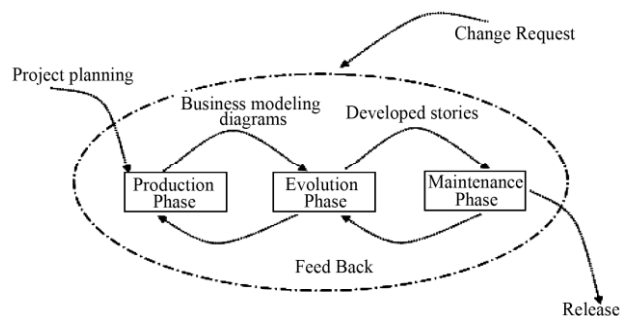 Change Request
Project planning
Business modeling
diagrams
Developed stories
Production
Phase
Evolution
Phase
Maintenance
Phase
Feed Back
Release